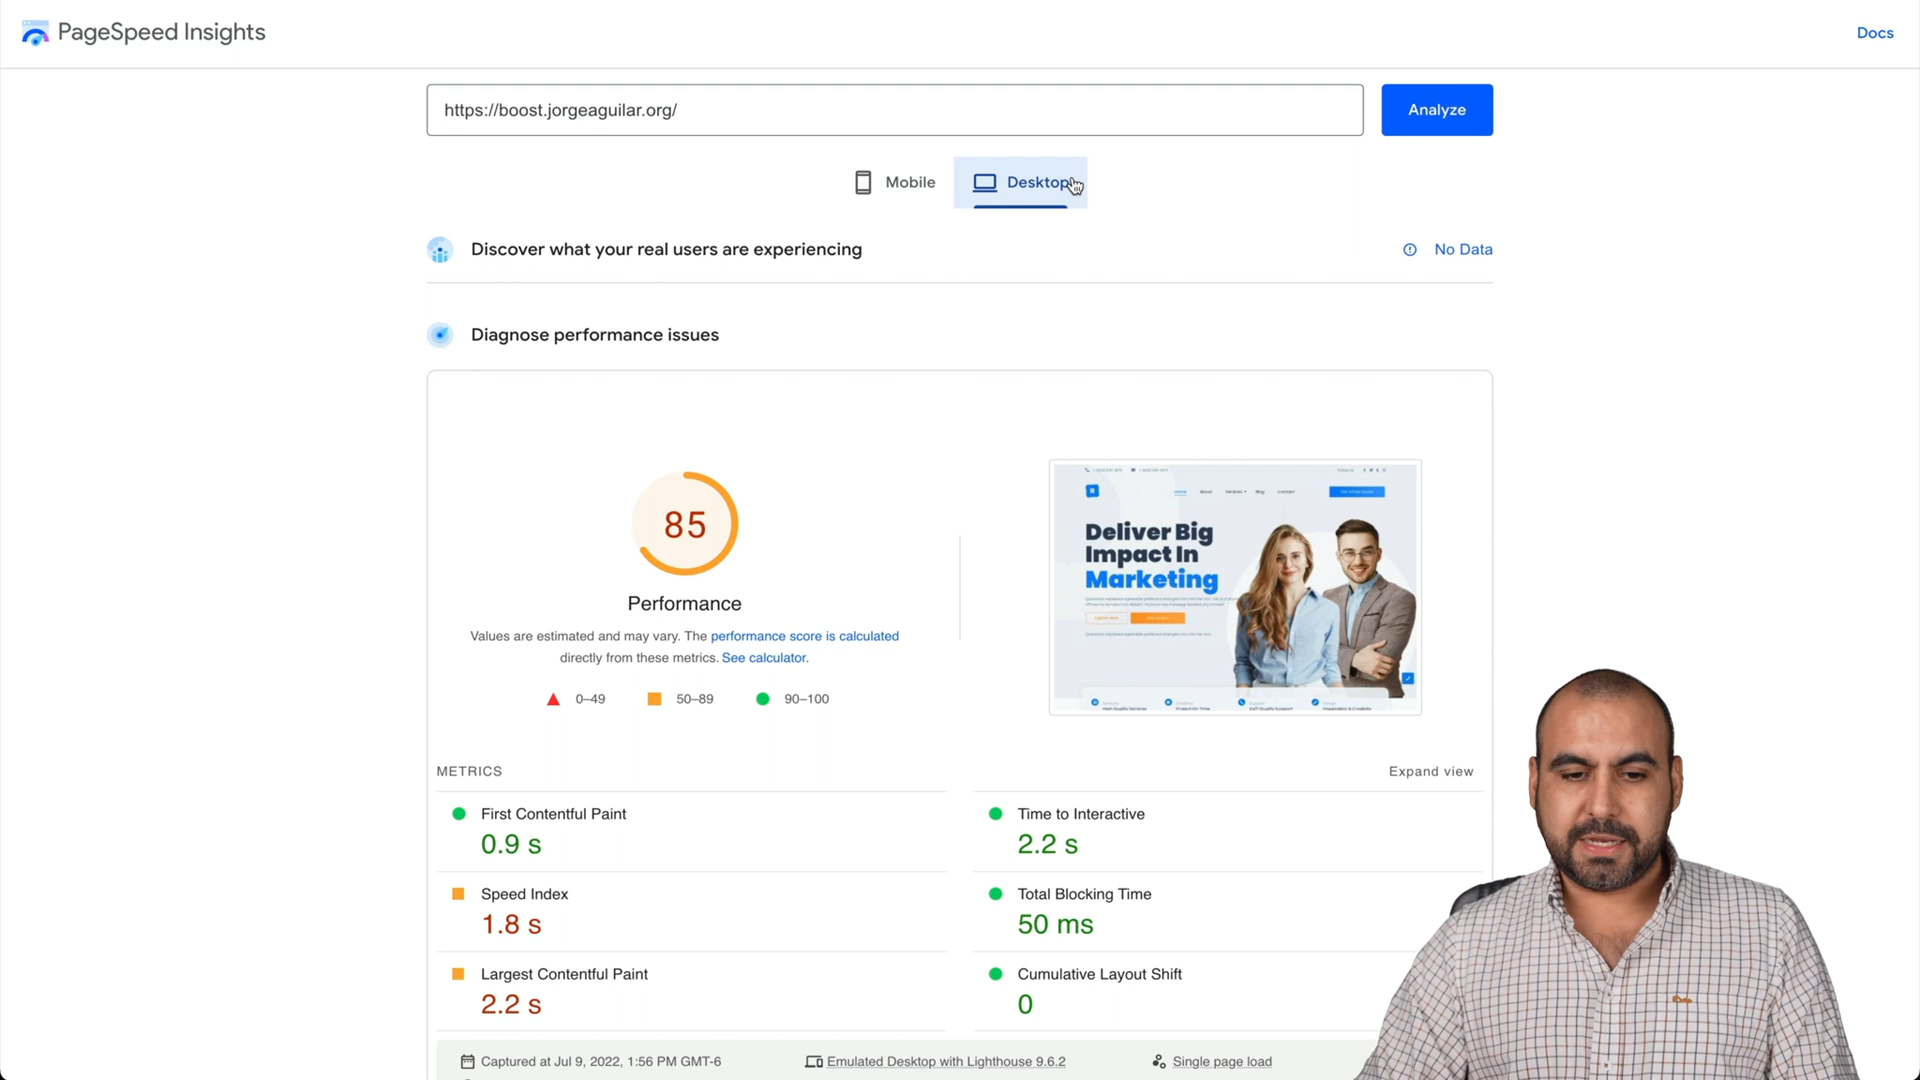 PageSpeed Insights
Docs
https://boost.jorgeaguilar.org/
Analyze
Mobile
Desktop
Discover what your real users are experiencing
No Data
Diagnose performance issues
85
Performance
Values are estimated and may vary. The performance score is calculated
directly from these metrics. See calculator.
0–49
50–89
90–100
Home About Services Blog Contact
Deliver Big
Impact In
Marketing
METRICS
Expand view
First Contentful Paint
0.9 s
Time to Interactive
2.2 s
Speed Index
1.8 s
Total Blocking Time
50 ms
Largest Contentful Paint
2.2 s
Cumulative Layout Shift
0
Captured at Jul 9, 2022, 1:56 PM GMT-6
Emulated Desktop with Lighthouse 9.6.2
Single page load